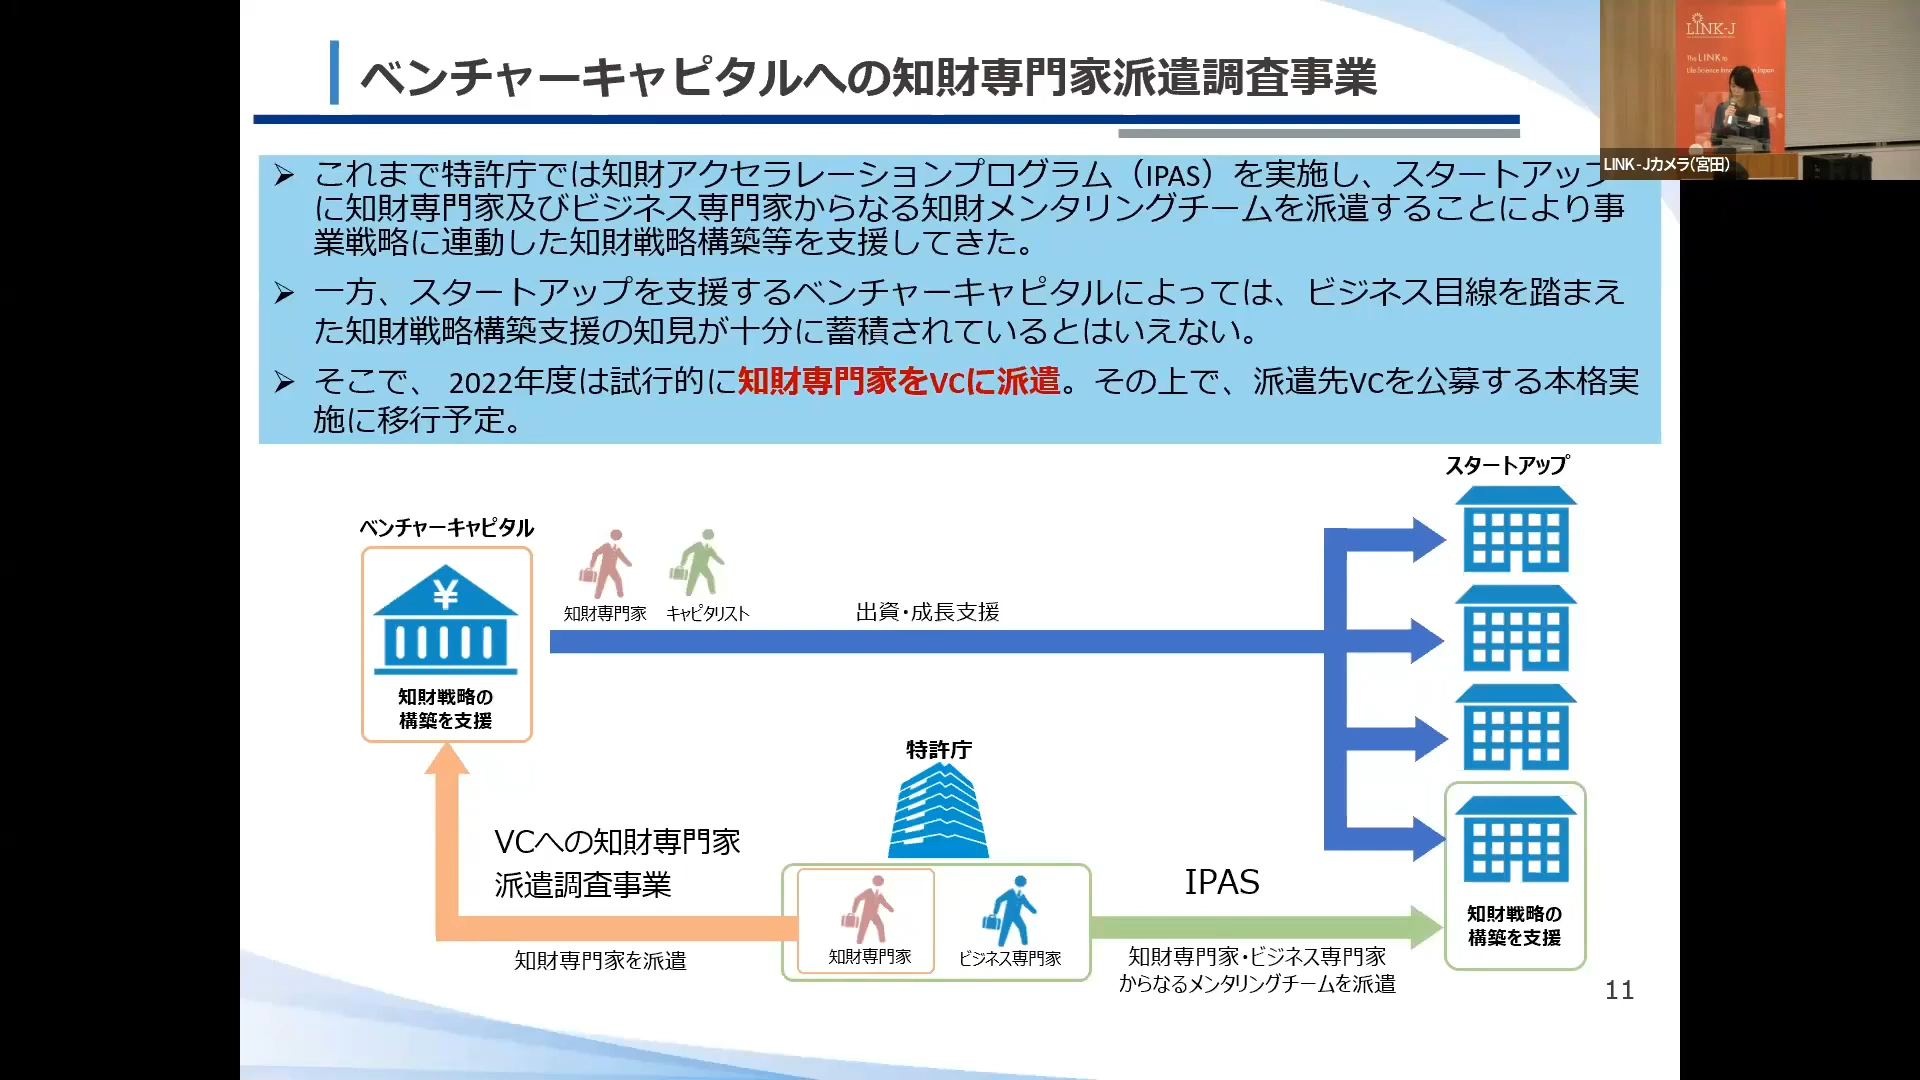 ベンチャーキャピタルへの知財専門家派遣調査事業
LINK-J
The LINK to
Life Science Innovation in Japan
LINK-Jカメラ(宮田)
➢ これまで特許庁では知財アクセラレーションプログラム（IPAS）を実施し、スタートアップ
に知財専門家及びビジネス専門家からなる知財メンタリングチームを派遣することにより事
業戦略に連動した知財戦略構築等を支援してきた。
➢ 一方、スタートアップを支援するベンチャーキャピタルによっては、ビジネス目線を踏まえ
た知財戦略構築支援の知見が十分に蓄積されているとはいえない。
➢ そこで、 2022年度は試行的に知財専門家をVCに派遣。その上で、派遣先VCを公募する本格実
施に移行予定。
スタートアップ
ベンチャーキャピタル
¥
知財専門家
キャピタリスト
出資・成長支援
知財戦略の
構築を支援
特許庁
VCへの知財専門家
派遣調査事業
IPAS
知財専門家
ビジネス専門家
知財戦略の
構築を支援
知財専門家を派遣
知財専門家・ビジネス専門家
からなるメンタリングチームを派遣
11